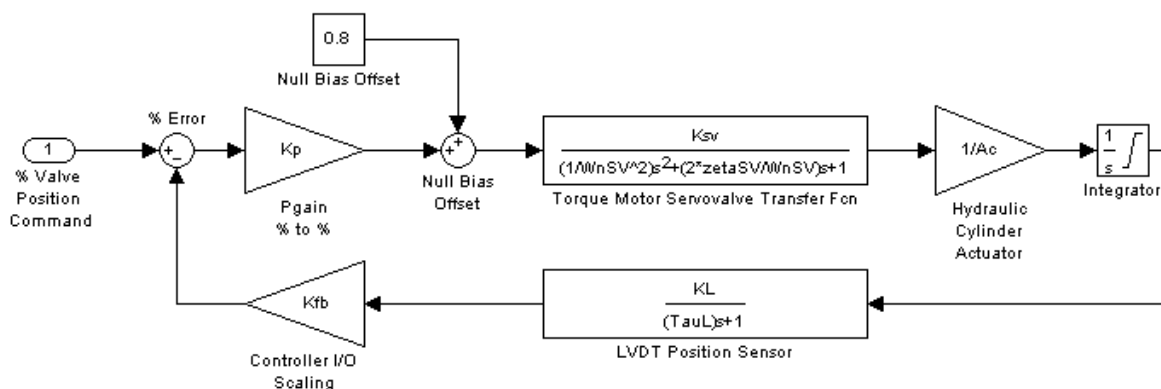 0.8
Null Bias Offset
% Error
1
% Valve
Position
Command
Kp
Pgain
% to %
Null Bias
Offset
Ksv
(1/WnSV^2)s2+(2*zetaSV/WnSV)s+1
Torque Motor Servovalve Transfer Fcn
1/Ac
Hydraulic
Cylinder
Actuator
1
s
Integrator
Kfb
Controller I/O
Scaling
KL
(TauL)s+1
LVDT Position Sensor